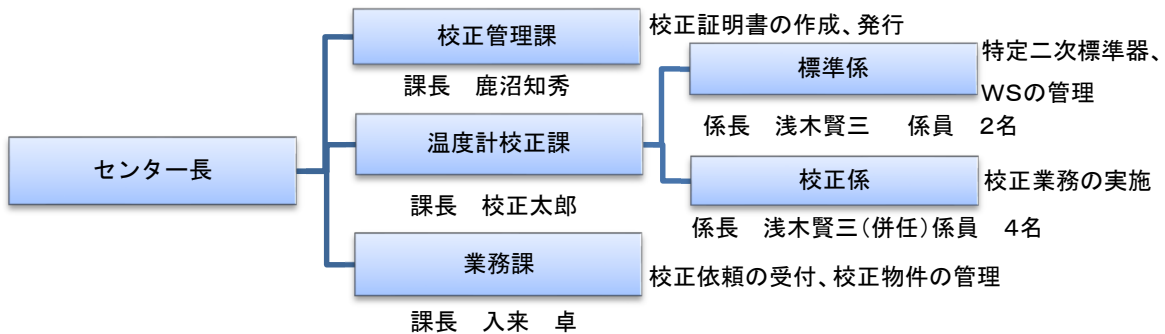 校正管理課
校正証明書の作成、発行
課長　鹿沼知秀
標準係
特定二次標準器、
WSの管理
係長　浅木賢三　係員　2名
センター長
温度計校正課
課長　校正太郎
校正係
校正業務の実施
係長　浅木賢三(併任)係員　4名
業務課
校正依頼の受付、校正物件の管理
課長　入来　卓